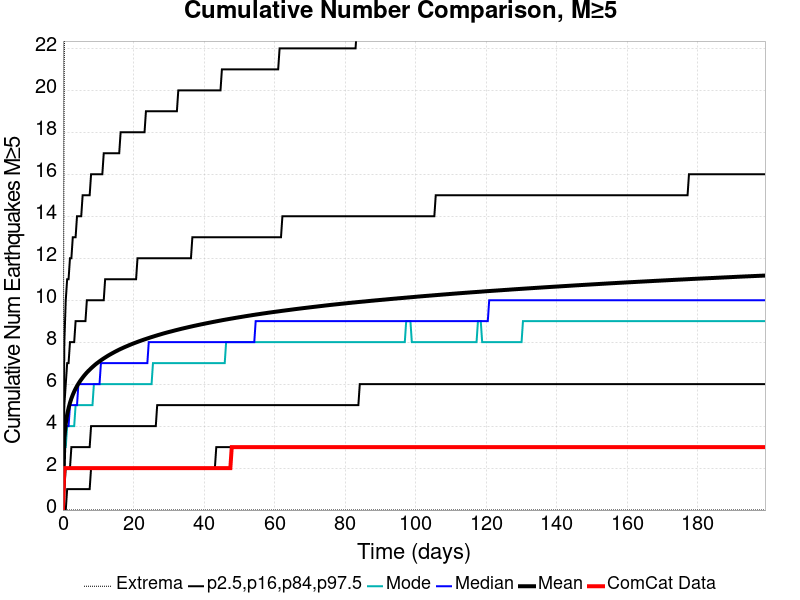 Cumulative Number Comparison, M≥5
Cumulative Num Earthquakes M≥5
22
20
18
16
14
12
10
8
6
4
2
0
0 20 40 60 80 100 120 140 160 180
Time (days)
Extrema p2.5,p16,p84,p97.5 Mode Median Mean ComCat Data